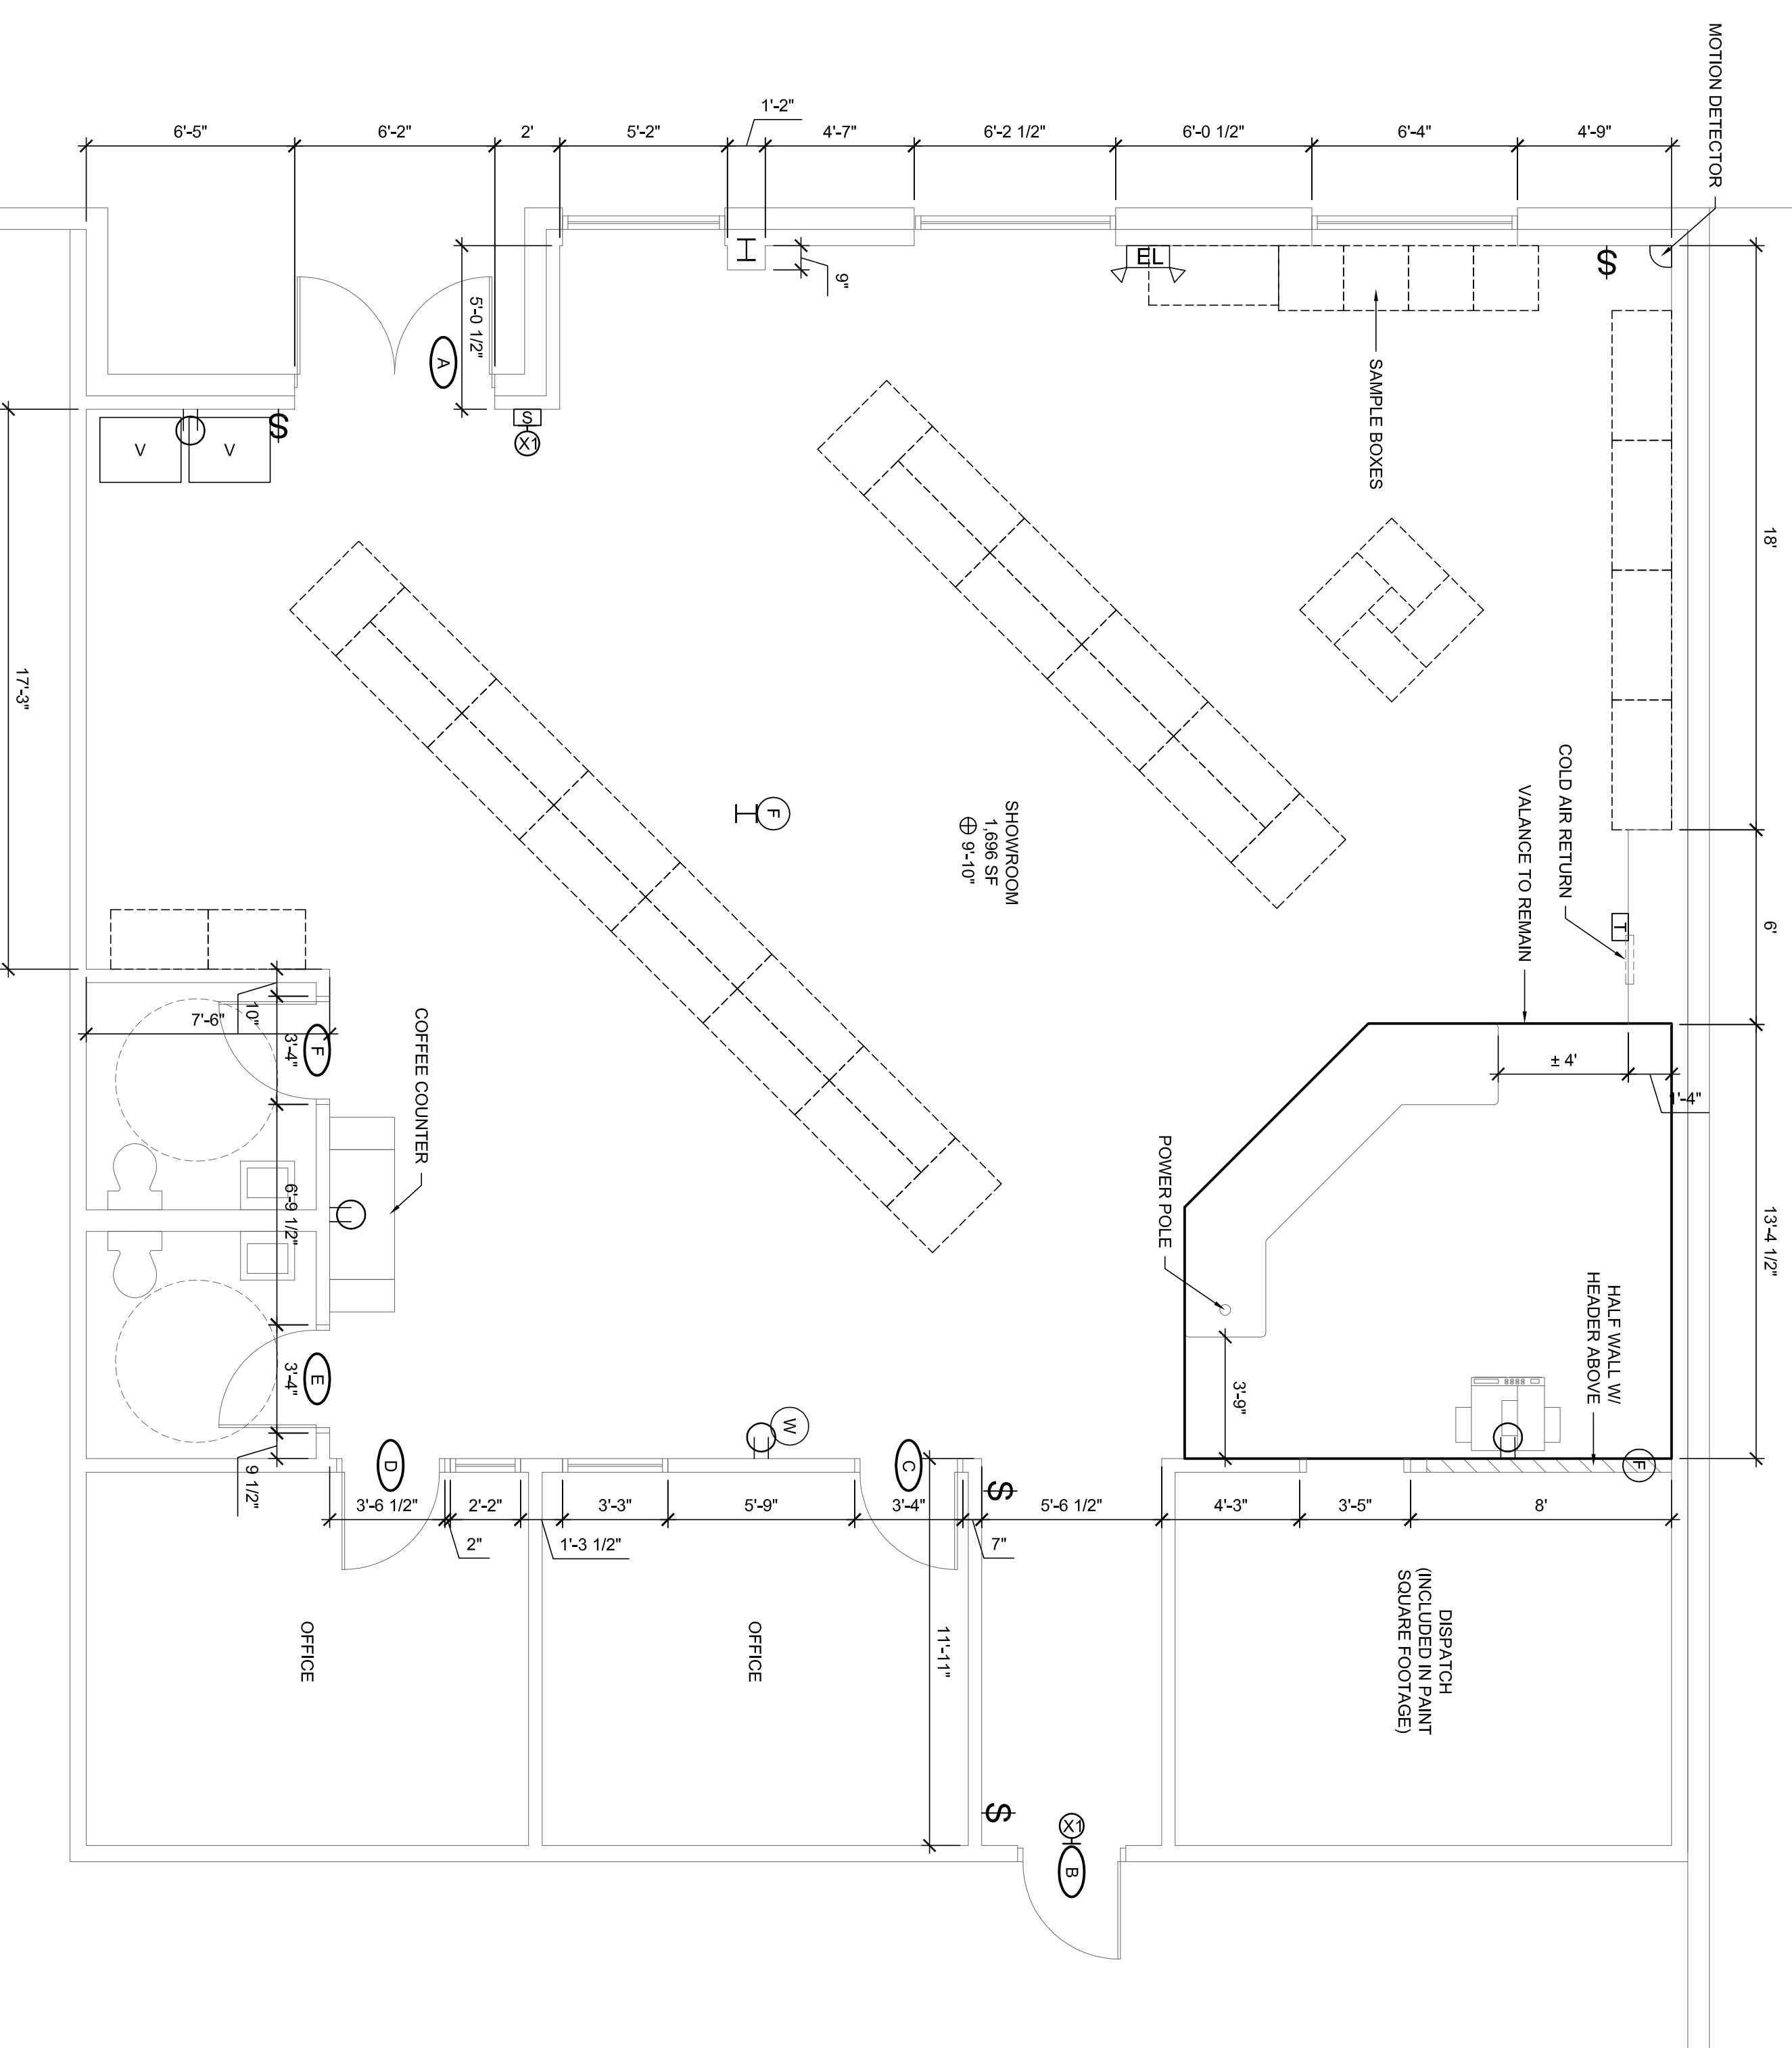 MOTION DETECTOR
6'-5"
6'-2"
2'
5'-2"
1'-2"
4'-7"
6'-2 1/2"
6'-0 1/2"
6'-4"
4'-9"
9"
EL
$
5'-0 1/2"
A
S
X1
$
V
V
SAMPLE BOXES
18'
17'-3"
F
SHOWROOM
1,696 SF
9'-10"
COLD AIR RETURN
VALANCE TO REMAIN
T
6'
10"
7'-6"
3'-4"
F
COFFEE COUNTER
6'-9 1/2"
3'-4"
E
9 1/2"
± 4'
1'-4"
POWER POLE
13'-4 1/2"
HALF WALL W/
HEADER ABOVE
3'-9"
W
D
C
F
3'-6 1/2"
2'-2"
3'-3"
5'-9"
3'-4"
$
5'-6 1/2"
4'-3"
3'-5"
8'
2"
1'-3 1/2"
7"
OFFICE
OFFICE
11'-11"
DISPATCH
(INCLUDED IN PAINT
SQUARE FOOTAGE)
$
X1
B